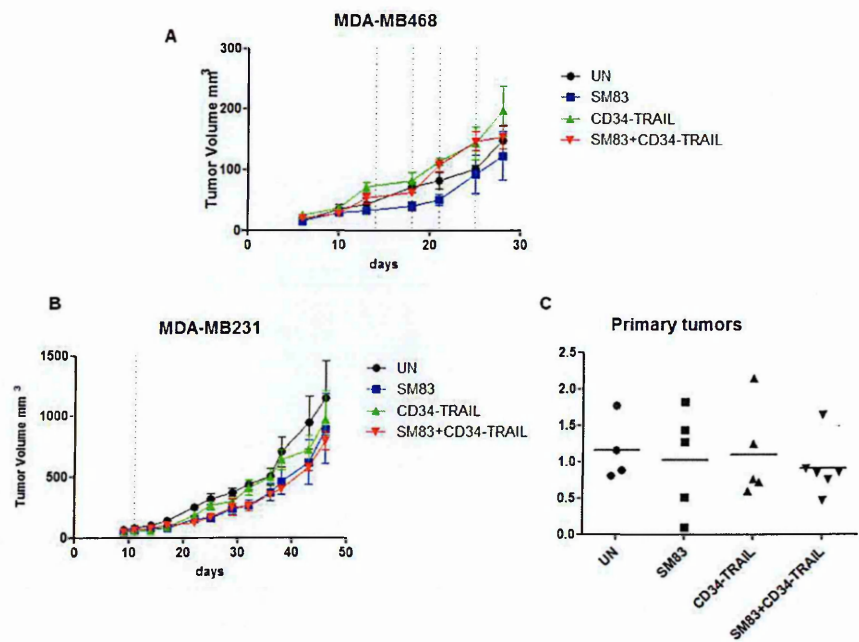 MDA-MB468
A
Tumor Volume mm³
300
200
100
0
0 10 20 30
days
UN
SM83
CD34-TRAIL
SM83+CD34-TRAIL
B
MDA-MB231
Tumor Volume mm ³
1500
1000
500
0
0 10 20 30 40 50
days
UN
SM83
CD34-TRAIL
SM83+CD34-TRAIL
C
Primary tumors
2.5
2.0
1.5
1.0
0.5
0.0
UN
SM83
CD34-TRAIL
SM83+CD34-TRAIL